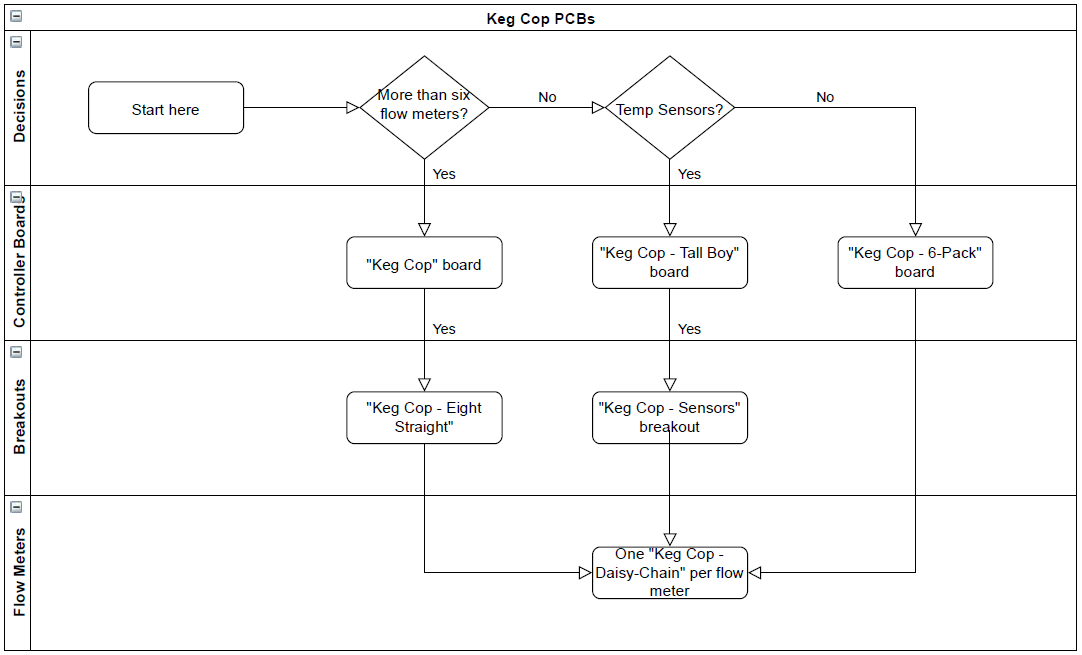 Keg Cop PCBs
Decisions
Start here
More than six
flow meters?
No
Temp Sensors?
No
Yes
Yes
Controller Boards
"Keg Cop" board
"Keg Cop - Tall Boy"
board
"Keg Cop - 6-Pack"
board
Yes
Yes
Breakouts
"Keg Cop - Eight
Straight"
"Keg Cop - Sensors"
breakout
Flow Meters
One "Keg Cop -
Daisy-Chain" per flow
meter